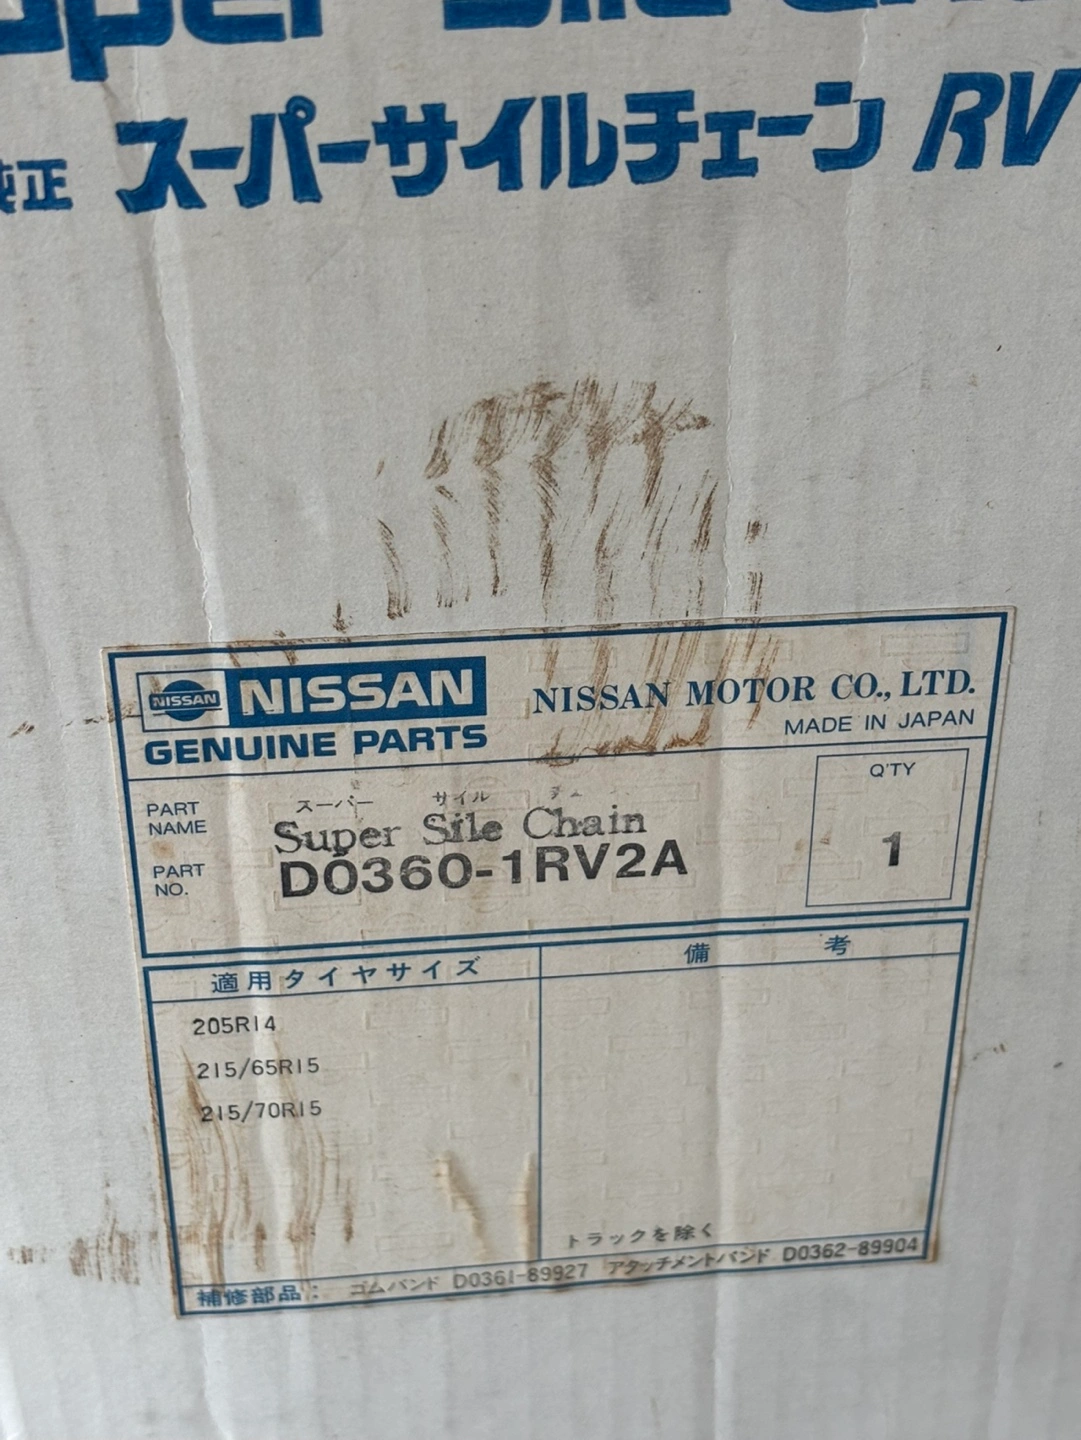 純正 スーパーサイルチェーン RV
NISSAN NISSAN
GENUINE PARTS
NISSAN MOTOR CO., LTD.
MADE IN JAPAN
Q'TY
1
PART NAME
スーパー サイル チェ
Super Sile Chain
PART NO.
D0360-1RV2A
適用タイヤサイズ
備考
205R14
215/65R15
215/70R15
トラックを除く
補修部品: ゴムバンド D0361-89927 アタッチメントバンド D0362-89904